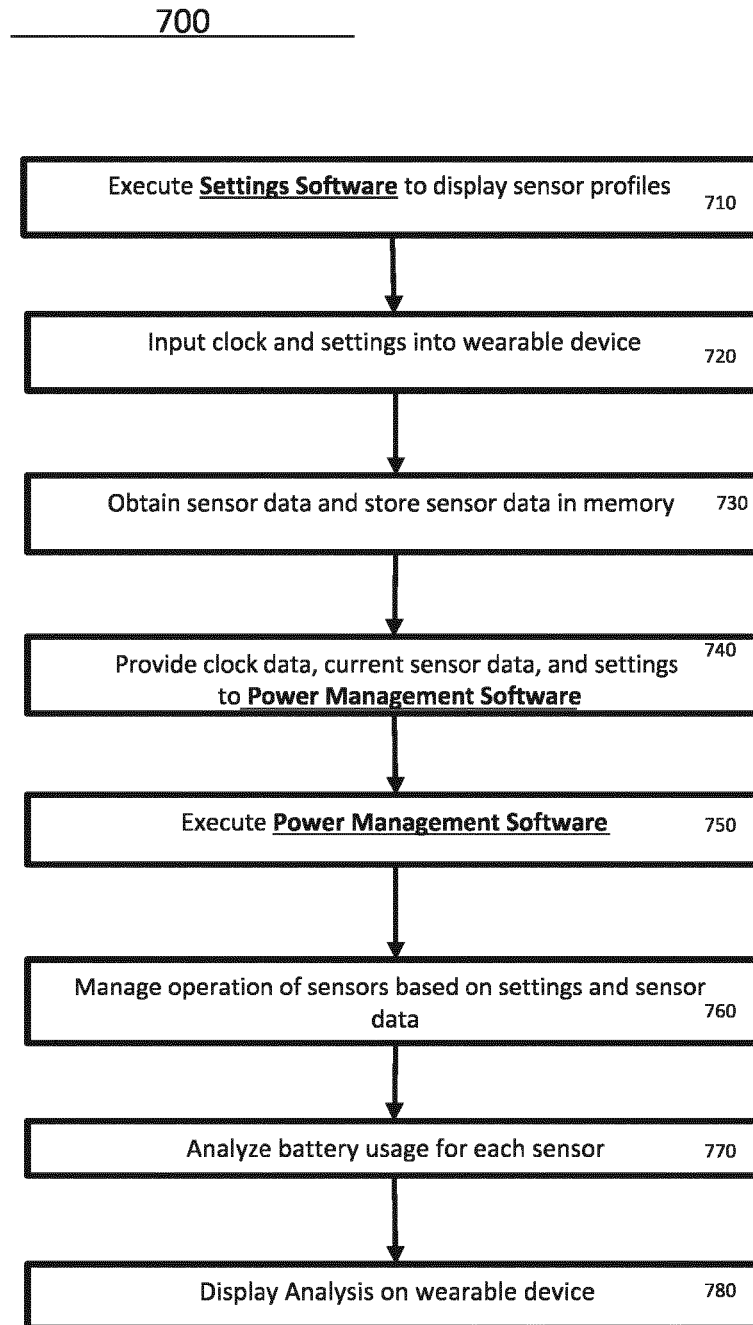 700
Execute Settings Software to display sensor profiles
710
Input clock and settings into wearable device
720
Obtain sensor data and store sensor data in memory
730
740
Provide clock data, current sensor data, and settings
to Power Management Software
Execute Power Management Software
750
Manage operation of sensors based on settings and sensor
data
760
Analyze battery usage for each sensor
770
Display Analysis on wearable device
780